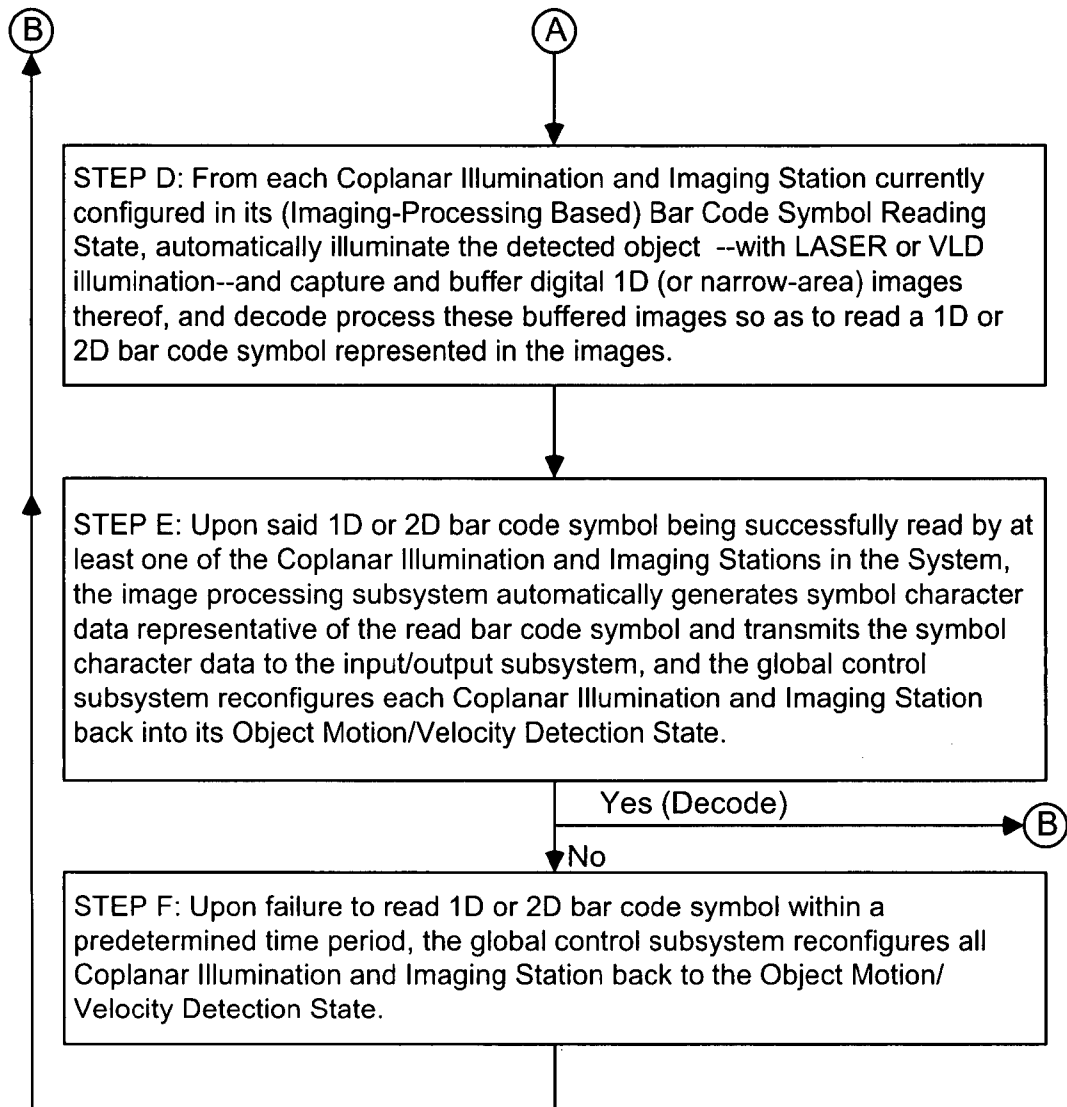 B
A
STEP D: From each Coplanar Illumination and Imaging Station currently
configured in its (Imaging-Processing Based) Bar Code Symbol Reading
State, automatically illuminate the detected object --with LASER or VLD
illumination--and capture and buffer digital 1D (or narrow-area) images
thereof, and decode process these buffered images so as to read a 1D or
2D bar code symbol represented in the images.
STEP E: Upon said 1D or 2D bar code symbol being successfully read by at
least one of the Coplanar Illumination and Imaging Stations in the System,
the image processing subsystem automatically generates symbol character
data representative of the read bar code symbol and transmits the symbol
character data to the input/output subsystem, and the global control
subsystem reconfigures each Coplanar Illumination and Imaging Station
back into its Object Motion/Velocity Detection State.
Yes (Decode)
B
No
STEP F: Upon failure to read 1D or 2D bar code symbol within a
predetermined time period, the global control subsystem reconfigures all
Coplanar Illumination and Imaging Station back to the Object Motion/
Velocity Detection State.